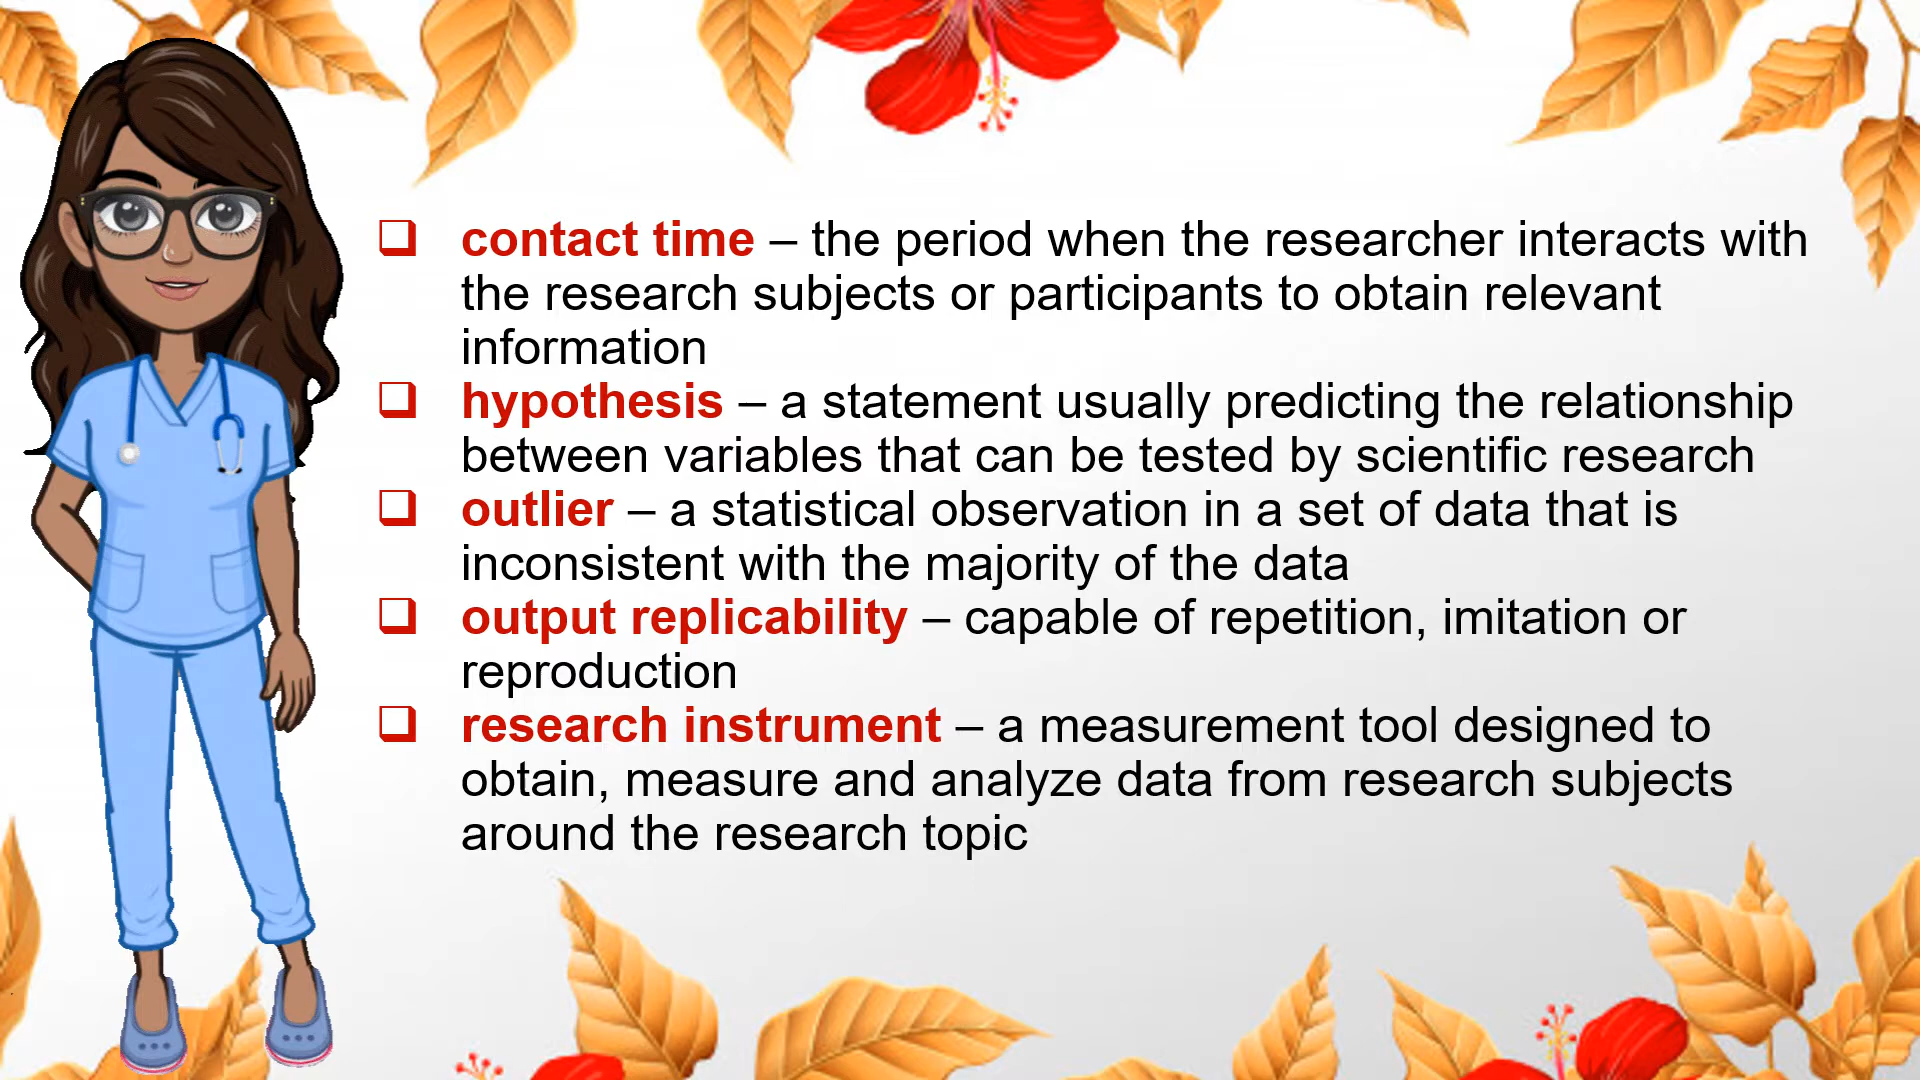 contact time – the period when the researcher interacts with
the research subjects or participants to obtain relevant
information
hypothesis – a statement usually predicting the relationship
between variables that can be tested by scientific research
outlier – a statistical observation in a set of data that is
inconsistent with the majority of the data
output replicability – capable of repetition, imitation or
reproduction
research instrument – a measurement tool designed to
obtain, measure and analyze data from research subjects
around the research topic